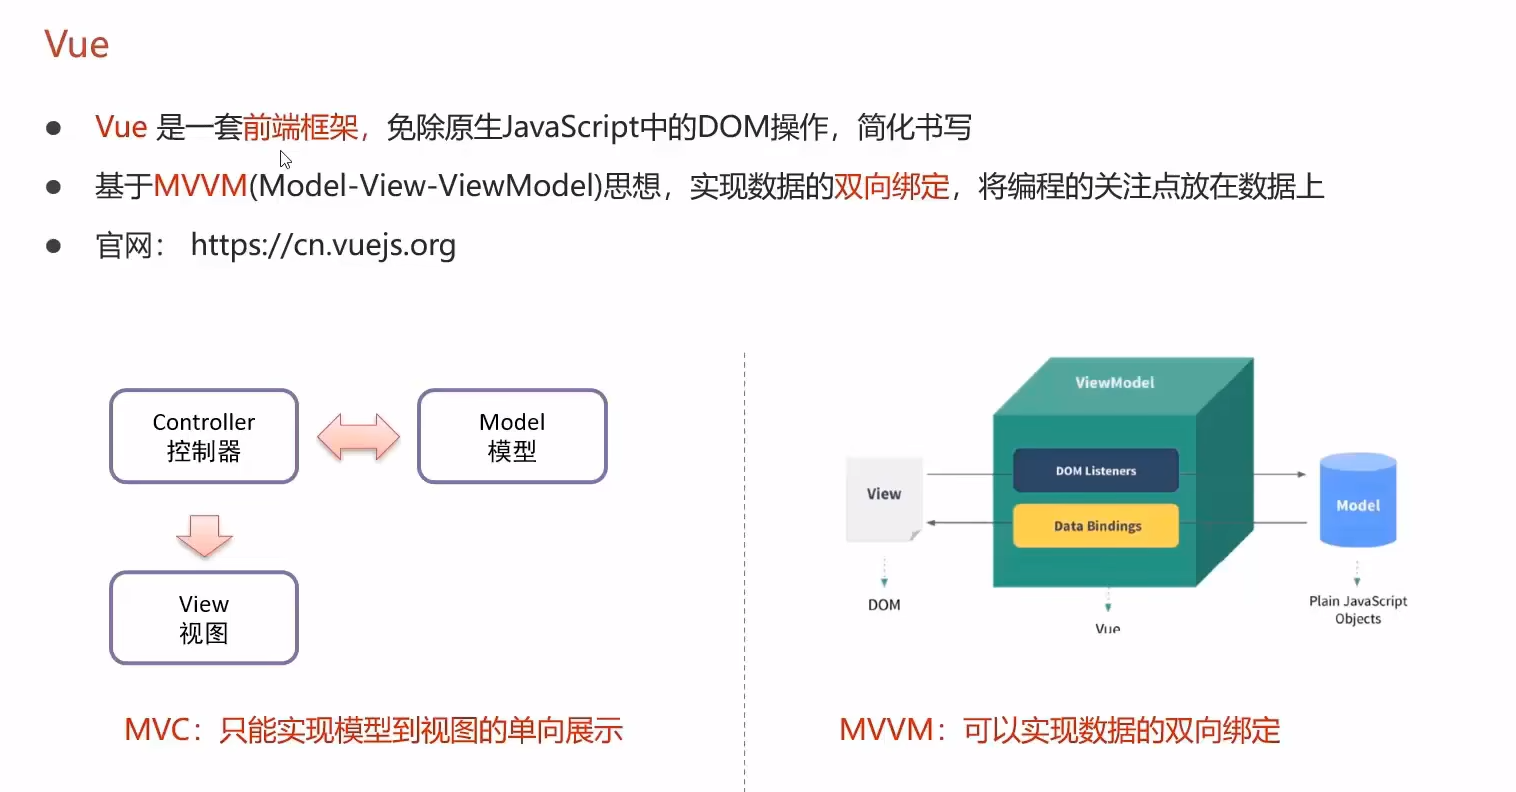 Vue
● Vue 是一套前端框架，免除原生JavaScript中的DOM操作，简化书写
● 基于MVVM(Model-View-ViewModel)思想，实现数据的双向绑定，将编程的关注点放在数据上
● 官网： https://cn.vuejs.org
Controller
控制器
Model
模型
View
视图
MVC：只能实现模型到视图的单向展示
ViewModel
DOM Listeners
View
Data Bindings
Model
DOM
Vue
Plain JavaScript
Objects
MVVM：可以实现数据的双向绑定